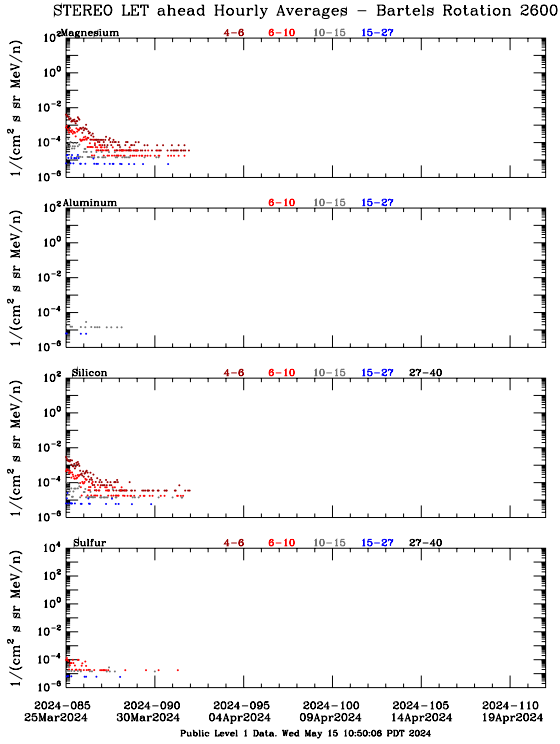 STEREO LET ahead Hourly Averages − Bartels Rotation 2600
Magnesium 4−6 6−10 10−15 15−27
10^2
10^0
10^−2
10^−4
10^−6
1/(cm^2 s sr MeV/n)
Aluminum 6−10 10−15 15−27
10^2
10^0
10^−2
10^−4
10^−6
1/(cm^2 s sr MeV/n)
Silicon 4−6 6−10 10−15 15−27 27−40
10^2
10^0
10^−2
10^−4
10^−6
1/(cm^2 s sr MeV/n)
Sulfur 4−6 6−10 10−15 15−27 27−40
10^4
10^2
10^0
10^−2
10^−4
10^−6
1/(cm^2 s sr MeV/n)
2024−085 2024−090 2024−095 2024−100 2024−105 2024−110
25Mar2024 30Mar2024 04Apr2024 09Apr2024 14Apr2024 19Apr2024
Public Level 1 Data. Wed May 15 10:50:06 PDT 2024